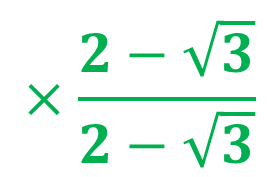 × (2 − √3)/(2 − √3)